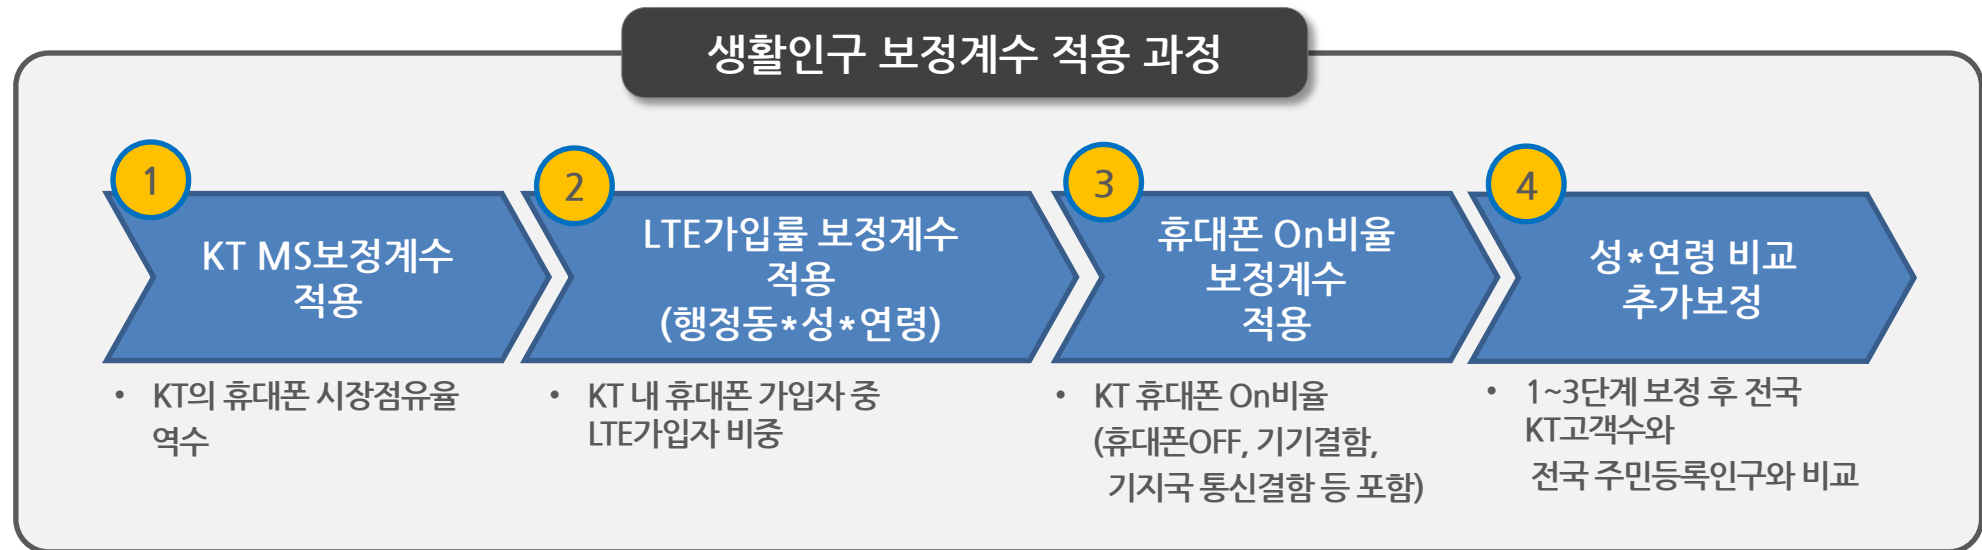 생활인구 보정계수 적용 과정
1
KT MS보정계수
적용
• KT의 휴대폰 시장점유율
역수
2
LTE가입률 보정계수
적용
(행정동*성*연령)
• KT 내 휴대폰 가입자 중
LTE가입자 비중
3
휴대폰 On비율
보정계수
적용
• KT 휴대폰 On비율
(휴대폰OFF, 기기결함,
기지국 통신결함 등 포함)
4
성*연령 비교
추가보정
• 1~3단계 보정 후 전국
KT고객수와
전국 주민등록인구와 비교